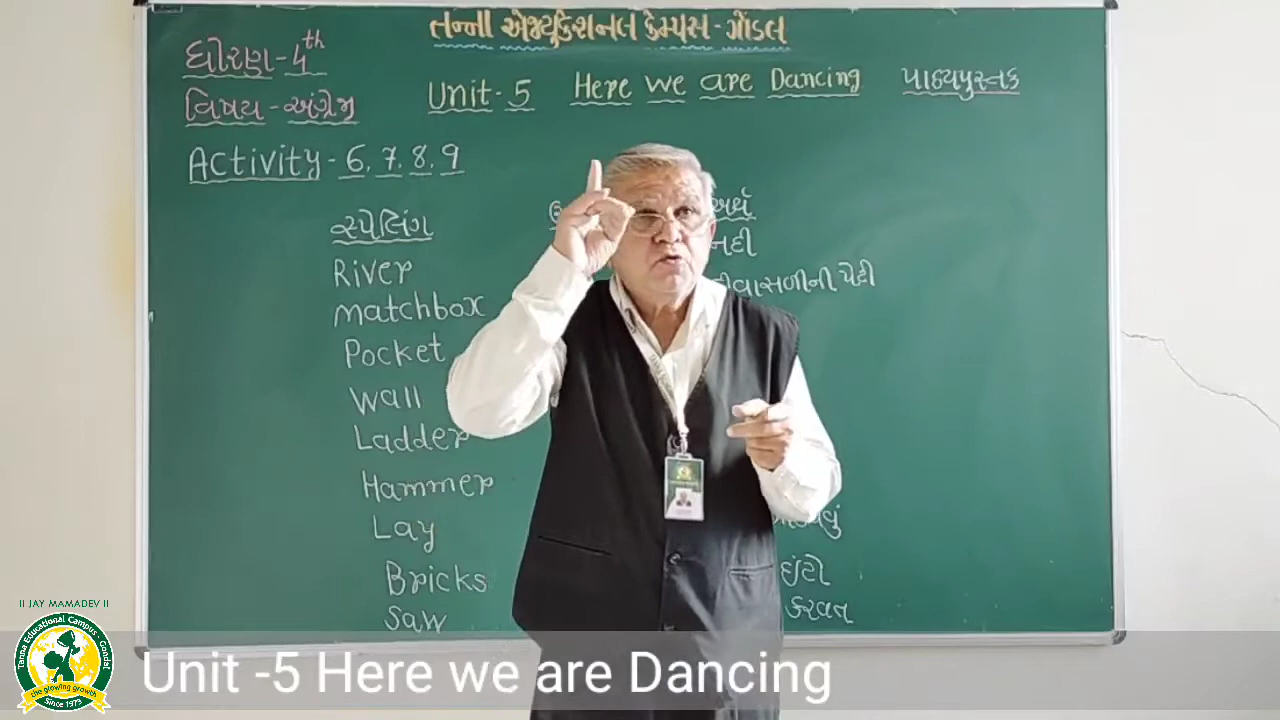 તન્ના એજ્યુકેશનલ કેમ્પસ - ગોંડલ
ધોરણ - 4th
વિષય - અંગ્રેજી
Unit - 5 Here we are Dancing પાઠ્યપુસ્તક
Activity - 6, 7, 8, 9
સ્પેલિંગ અર્થ
River નદી
Matchbox પેટી
Pocket
Wall
Ladder
Hammer
Lay
Bricks ઇંટો
Saw કરવત
II JAY MAMADEV II
Tanna Educational Campus - Gondal
the growing growth
Since 1973
Unit -5 Here we are Dancing